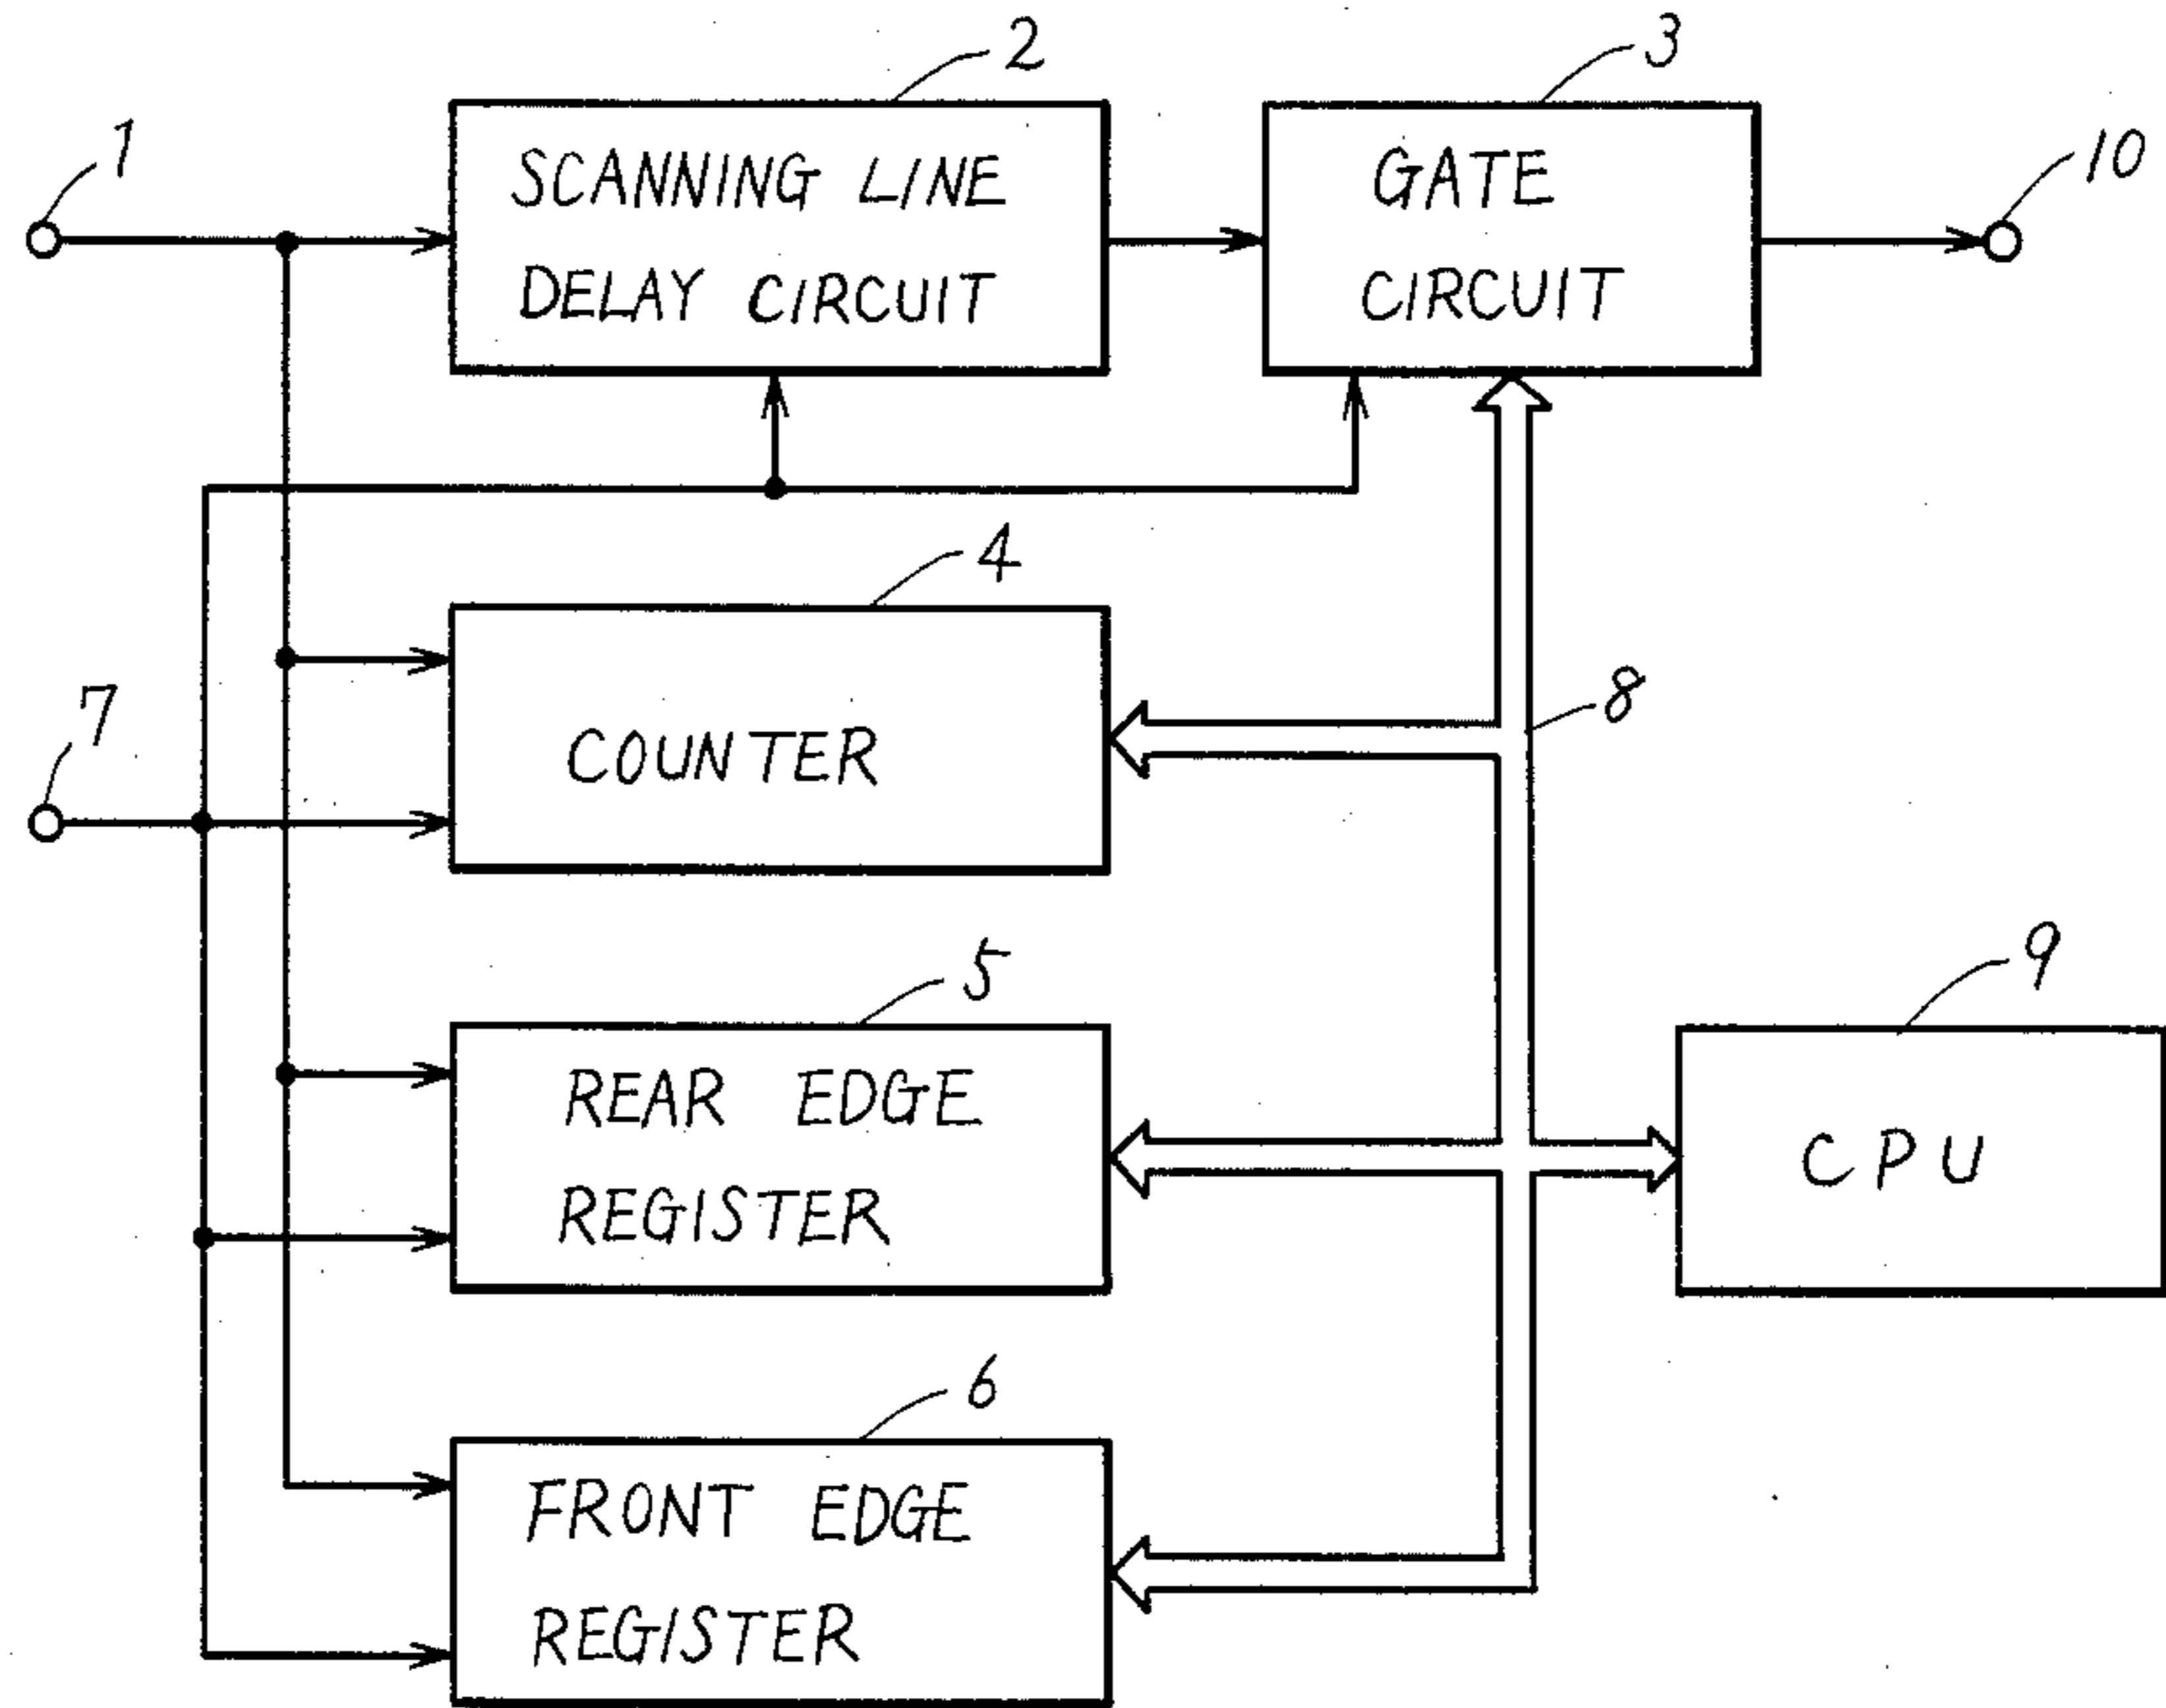 2
3
1
10
SCANNING LINE
DELAY CIRCUIT
GATE
CIRCUIT
4
7
8
COUNTER
5
9
REAR EDGE
REGISTER
CPU
6
FRONT EDGE
REGISTER